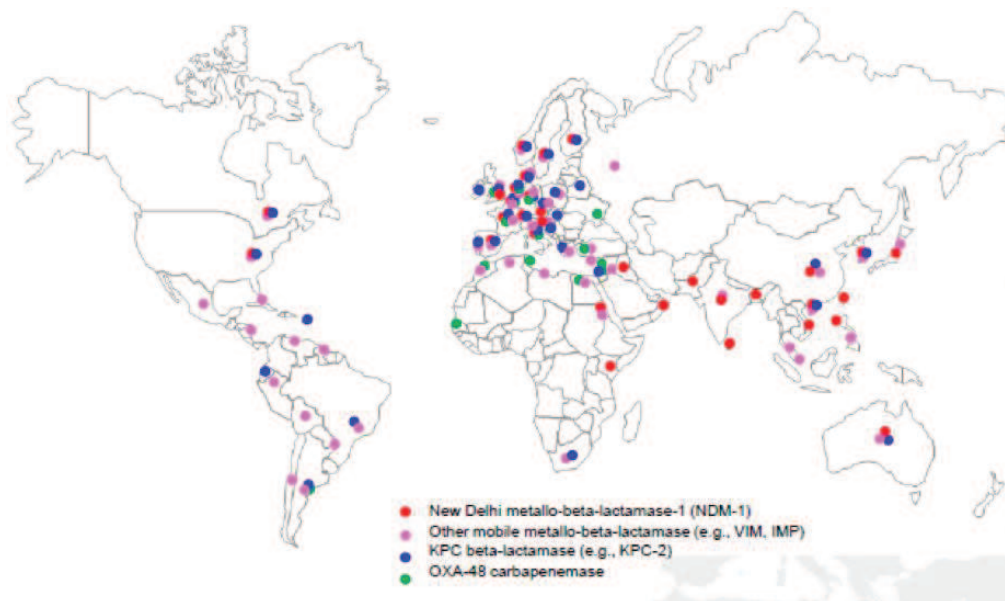 New Delhi metallo-beta-lactamase-1 (NDM-1)
Other mobile metallo-beta-lactamase (e.g., VIM, IMP)
KPC beta-lactamase (e.g., KPC-2)
OXA-48 carbapenemase